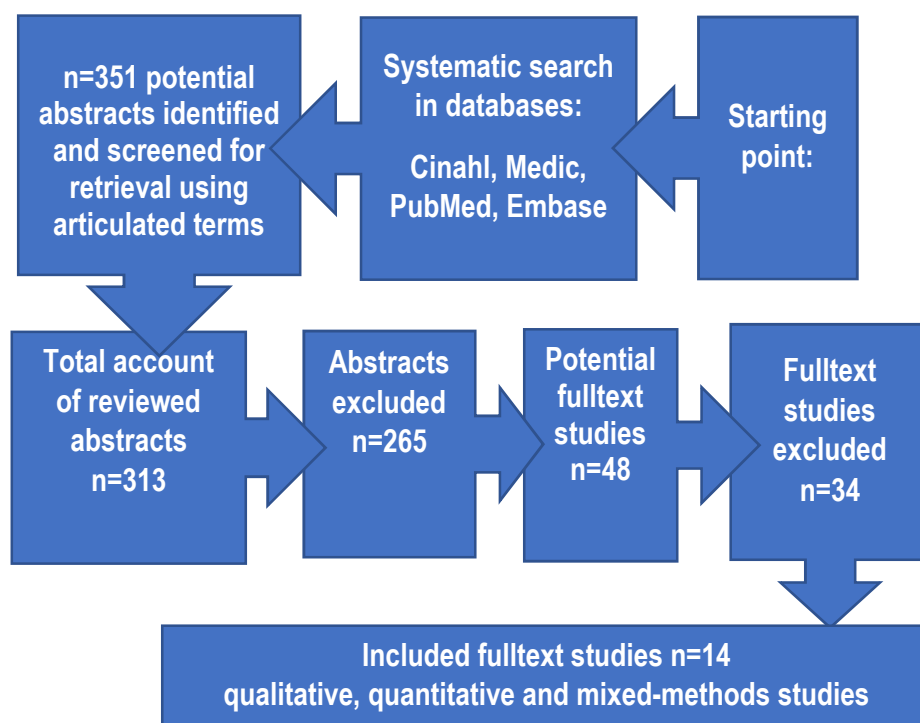 Starting
point:
Systematic search
in databases:
Cinahl, Medic,
PubMed, Embase
n=351 potential
abstracts identified
and screened for
retrieval using
articulated terms
Total account
of reviewed
abstracts
n=313
Abstracts
excluded
n=265
Potential
fulltext
studies
n=48
Fulltext
studies
excluded
n=34
Included fulltext studies n=14
qualitative, quantitative and mixed-methods studies